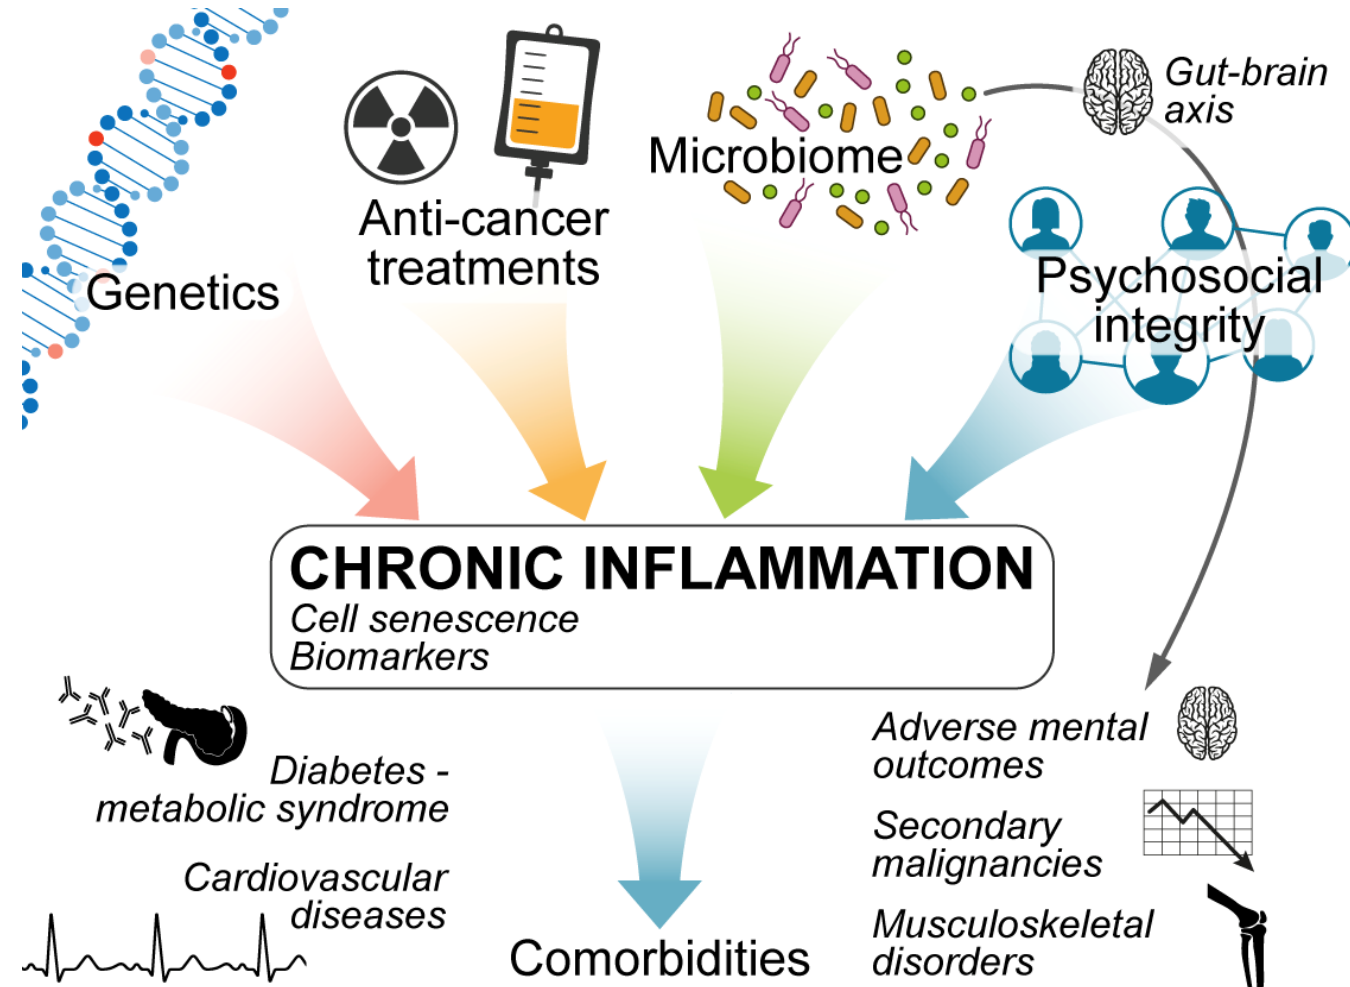 Gut-brain
axis
Microbiome
Anti-cancer
treatments
Genetics
Psychosocial
integrity
CHRONIC INFLAMMATION
Cell senescence
Biomarkers
Diabetes -
metabolic syndrome
Cardiovascular
diseases
Comorbidities
Adverse mental
outcomes
Secondary
malignancies
Musculoskeletal
disorders